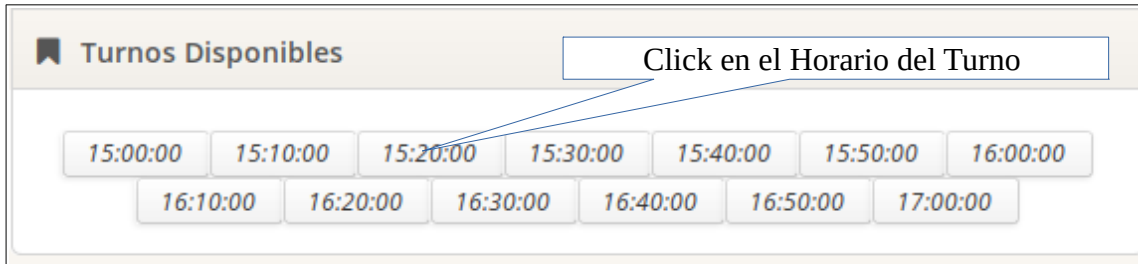 Turnos Disponibles
Click en el Horario del Turno
15:00:00 15:10:00 15:20:00 15:30:00 15:40:00 15:50:00 16:00:00
16:10:00 16:20:00 16:30:00 16:40:00 16:50:00 17:00:00